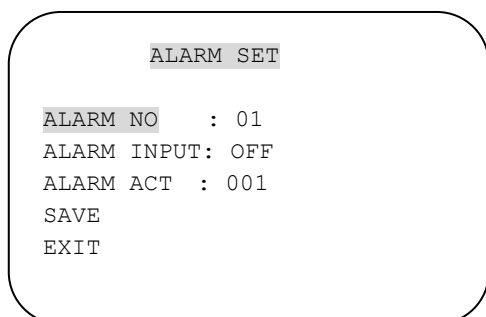 ALARM SET
ALARM NO : 01
ALARM INPUT: OFF
ALARM ACT : 001
SAVE
EXIT